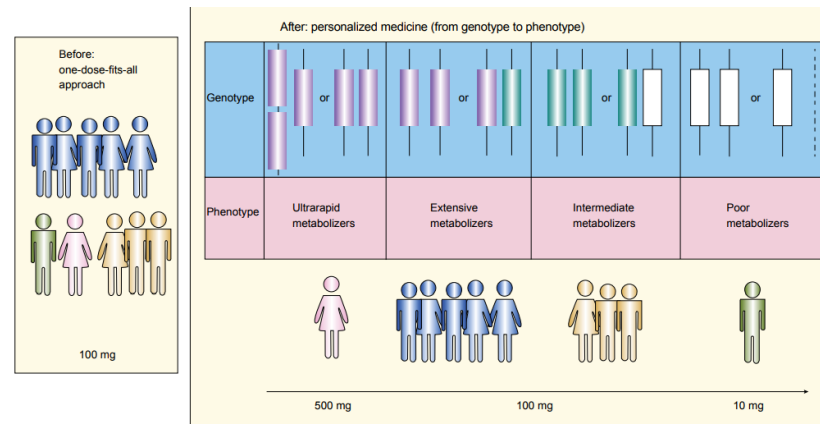 Before:
one-dose-fits-all
approach
100 mg
After: personalized medicine (from genotype to phenotype)
Genotype
or
or
or
or
Phenotype
Ultrarapid
metabolizers
Extensive
metabolizers
Intermediate
metabolizers
Poor
metabolizers
500 mg
100 mg
10 mg